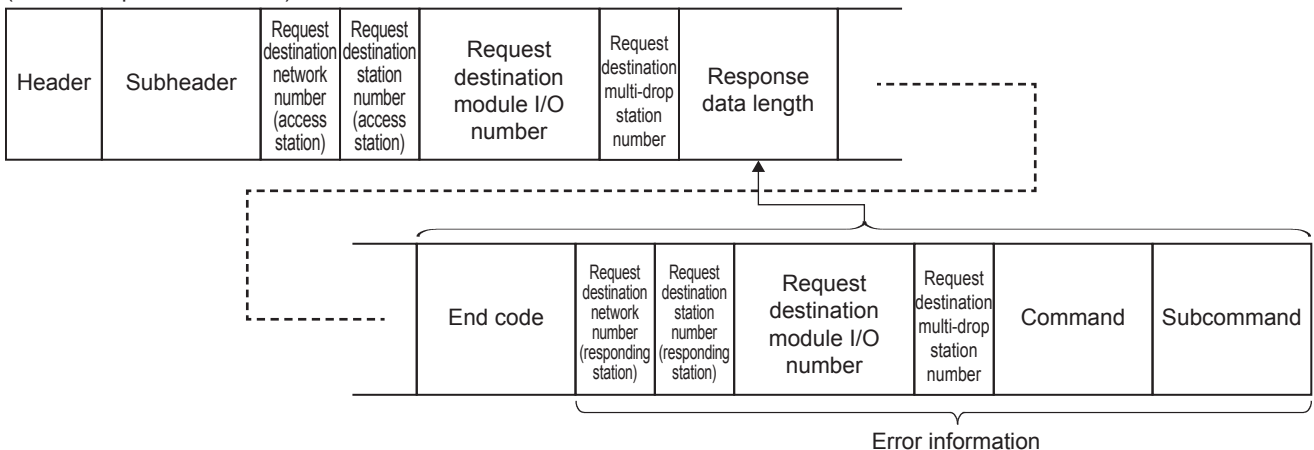 Header
Subheader
Request
destination
network
number
(access
station)
Request
destination
station
number
(access
station)
Request
destination
module I/O
number
Request
destination
multi-drop
station
number
Response
data length
End code
Request
destination
network
number
(responding
station)
Request
destination
station
number
(responding
station)
Request
destination
module I/O
number
Request
destination
multi-drop
station
number
Command
Subcommand
Error information